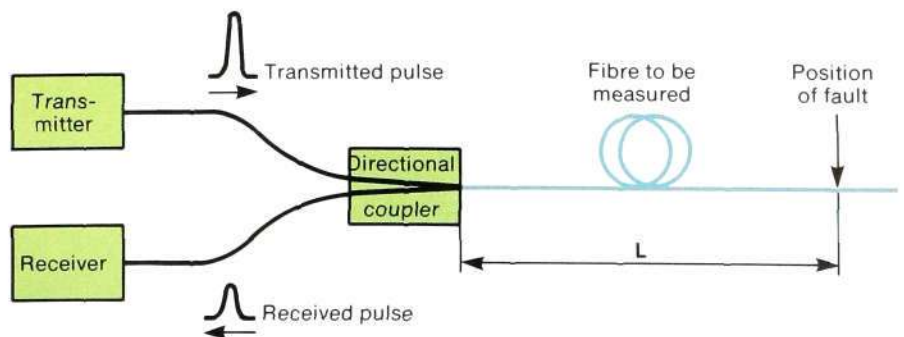 Transmitted pulse
Trans-
mitter
Fibre to be
measured
Position
of fault
Directional
coupler
L
Receiver
Received pulse